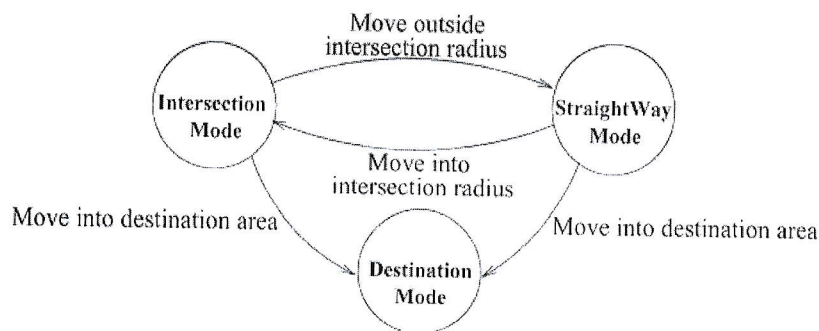 Move outside
intersection radius
Intersection
Mode
StraightWay
Mode
Move into
intersection radius
Move into destination area
Move into destination area
Destination
Mode